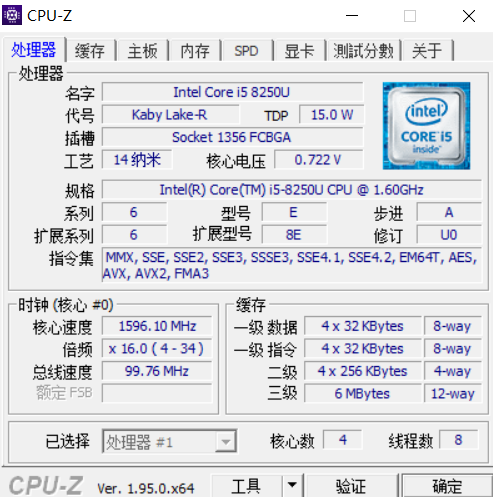 CPU-Z
处理器 缓存 主板 内存 SPD 显卡 測試分數 关于
处理器
名字 Intel Core i5 8250U
代号 Kaby Lake-R TDP 15.0 W
插槽 Socket 1356 FCBGA
工艺 14 纳米 核心电压 0.722 V
intel
CORE i5
inside™
规格 Intel(R) Core(TM) i5-8250U CPU @ 1.60GHz
系列 6 型号 E 步进 A
扩展系列 6 扩展型号 8E 修订 U0
指令集 MMX, SSE, SSE2, SSE3, SSSE3, SSE4.1, SSE4.2, EM64T, AES,
AVX, AVX2, FMA3
时钟 (核心 #0)
核心速度 1596.10 MHz
倍频 x 16.0 ( 4 - 34 )
总线速度 99.76 MHz
额定 FSB
缓存
一级 数据 4 x 32 KBytes 8-way
一级 指令 4 x 32 KBytes 8-way
二级 4 x 256 KBytes 4-way
三级 6 MBytes 12-way
已选择 处理器 #1 核心数 4 线程数 8
CPU-Z Ver. 1.95.0.x64 工具 验证 确定